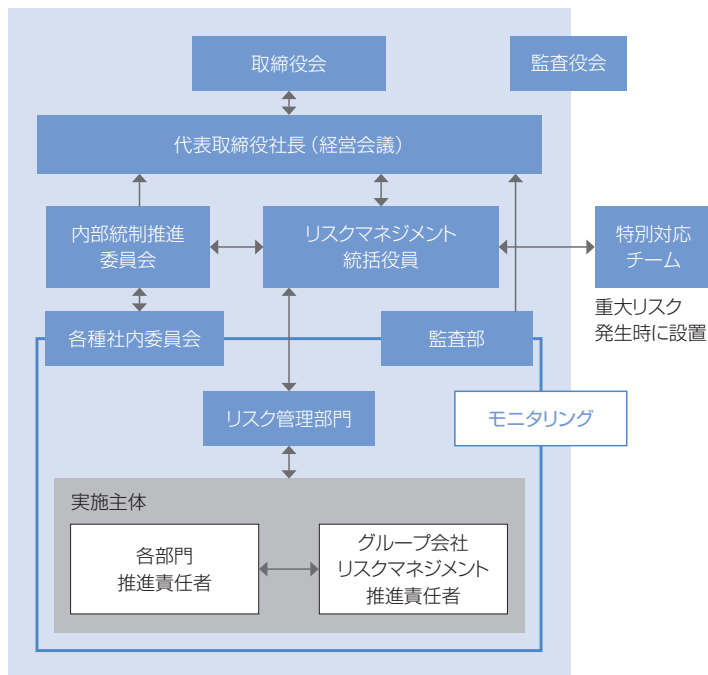 取締役会
監査役会
代表取締役社長（経営会議）
内部統制推進
委員会
リスクマネジメント
統括役員
特別対応
チーム
重大リスク
発生時に設置
各種社内委員会
監査部
リスク管理部門
モニタリング
実施主体
各部門
推進責任者
グループ会社
リスクマネジメント
推進責任者